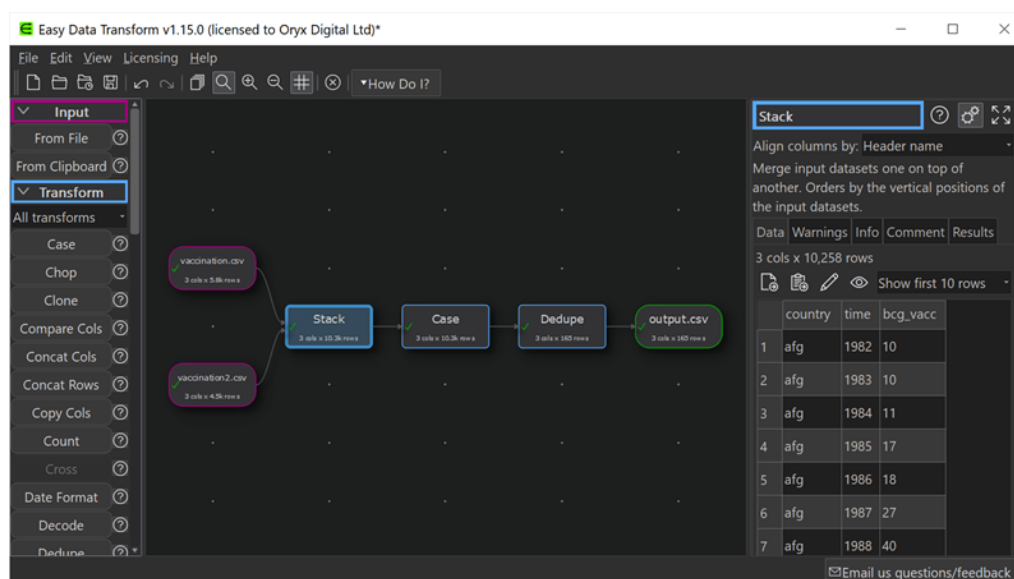 Easy Data Transform v1.15.0 (licensed to Oryx Digital Ltd)*
File Edit View Licensing Help
How Do I?
Input
From File
From Clipboard
Transform
All transforms
Case
Chop
Clone
Compare Cols
Concat Cols
Concat Rows
Copy Cols
Count
Cross
Date Format
Decode
Dedupe
vaccination.csv
3 cols x 5.8k rows
vaccination2.csv
3 cols x 4.5k rows
Stack
3 cols x 10.3k rows
Case
3 cols x 10.3k rows
Dedupe
3 cols x 163 rows
output.csv
3 cols x 163 rows
Stack
Align columns by: Header name
Merge input datasets one on top of
another. Orders by the vertical positions of
the input datasets.
Data Warnings Info Comment Results
3 cols x 10,258 rows
Show first 10 rows
country time bcg_vacc
1 afg 1982 10
2 afg 1983 10
3 afg 1984 11
4 afg 1985 17
5 afg 1986 18
6 afg 1987 27
7 afg 1988 40
Email us questions/feedback